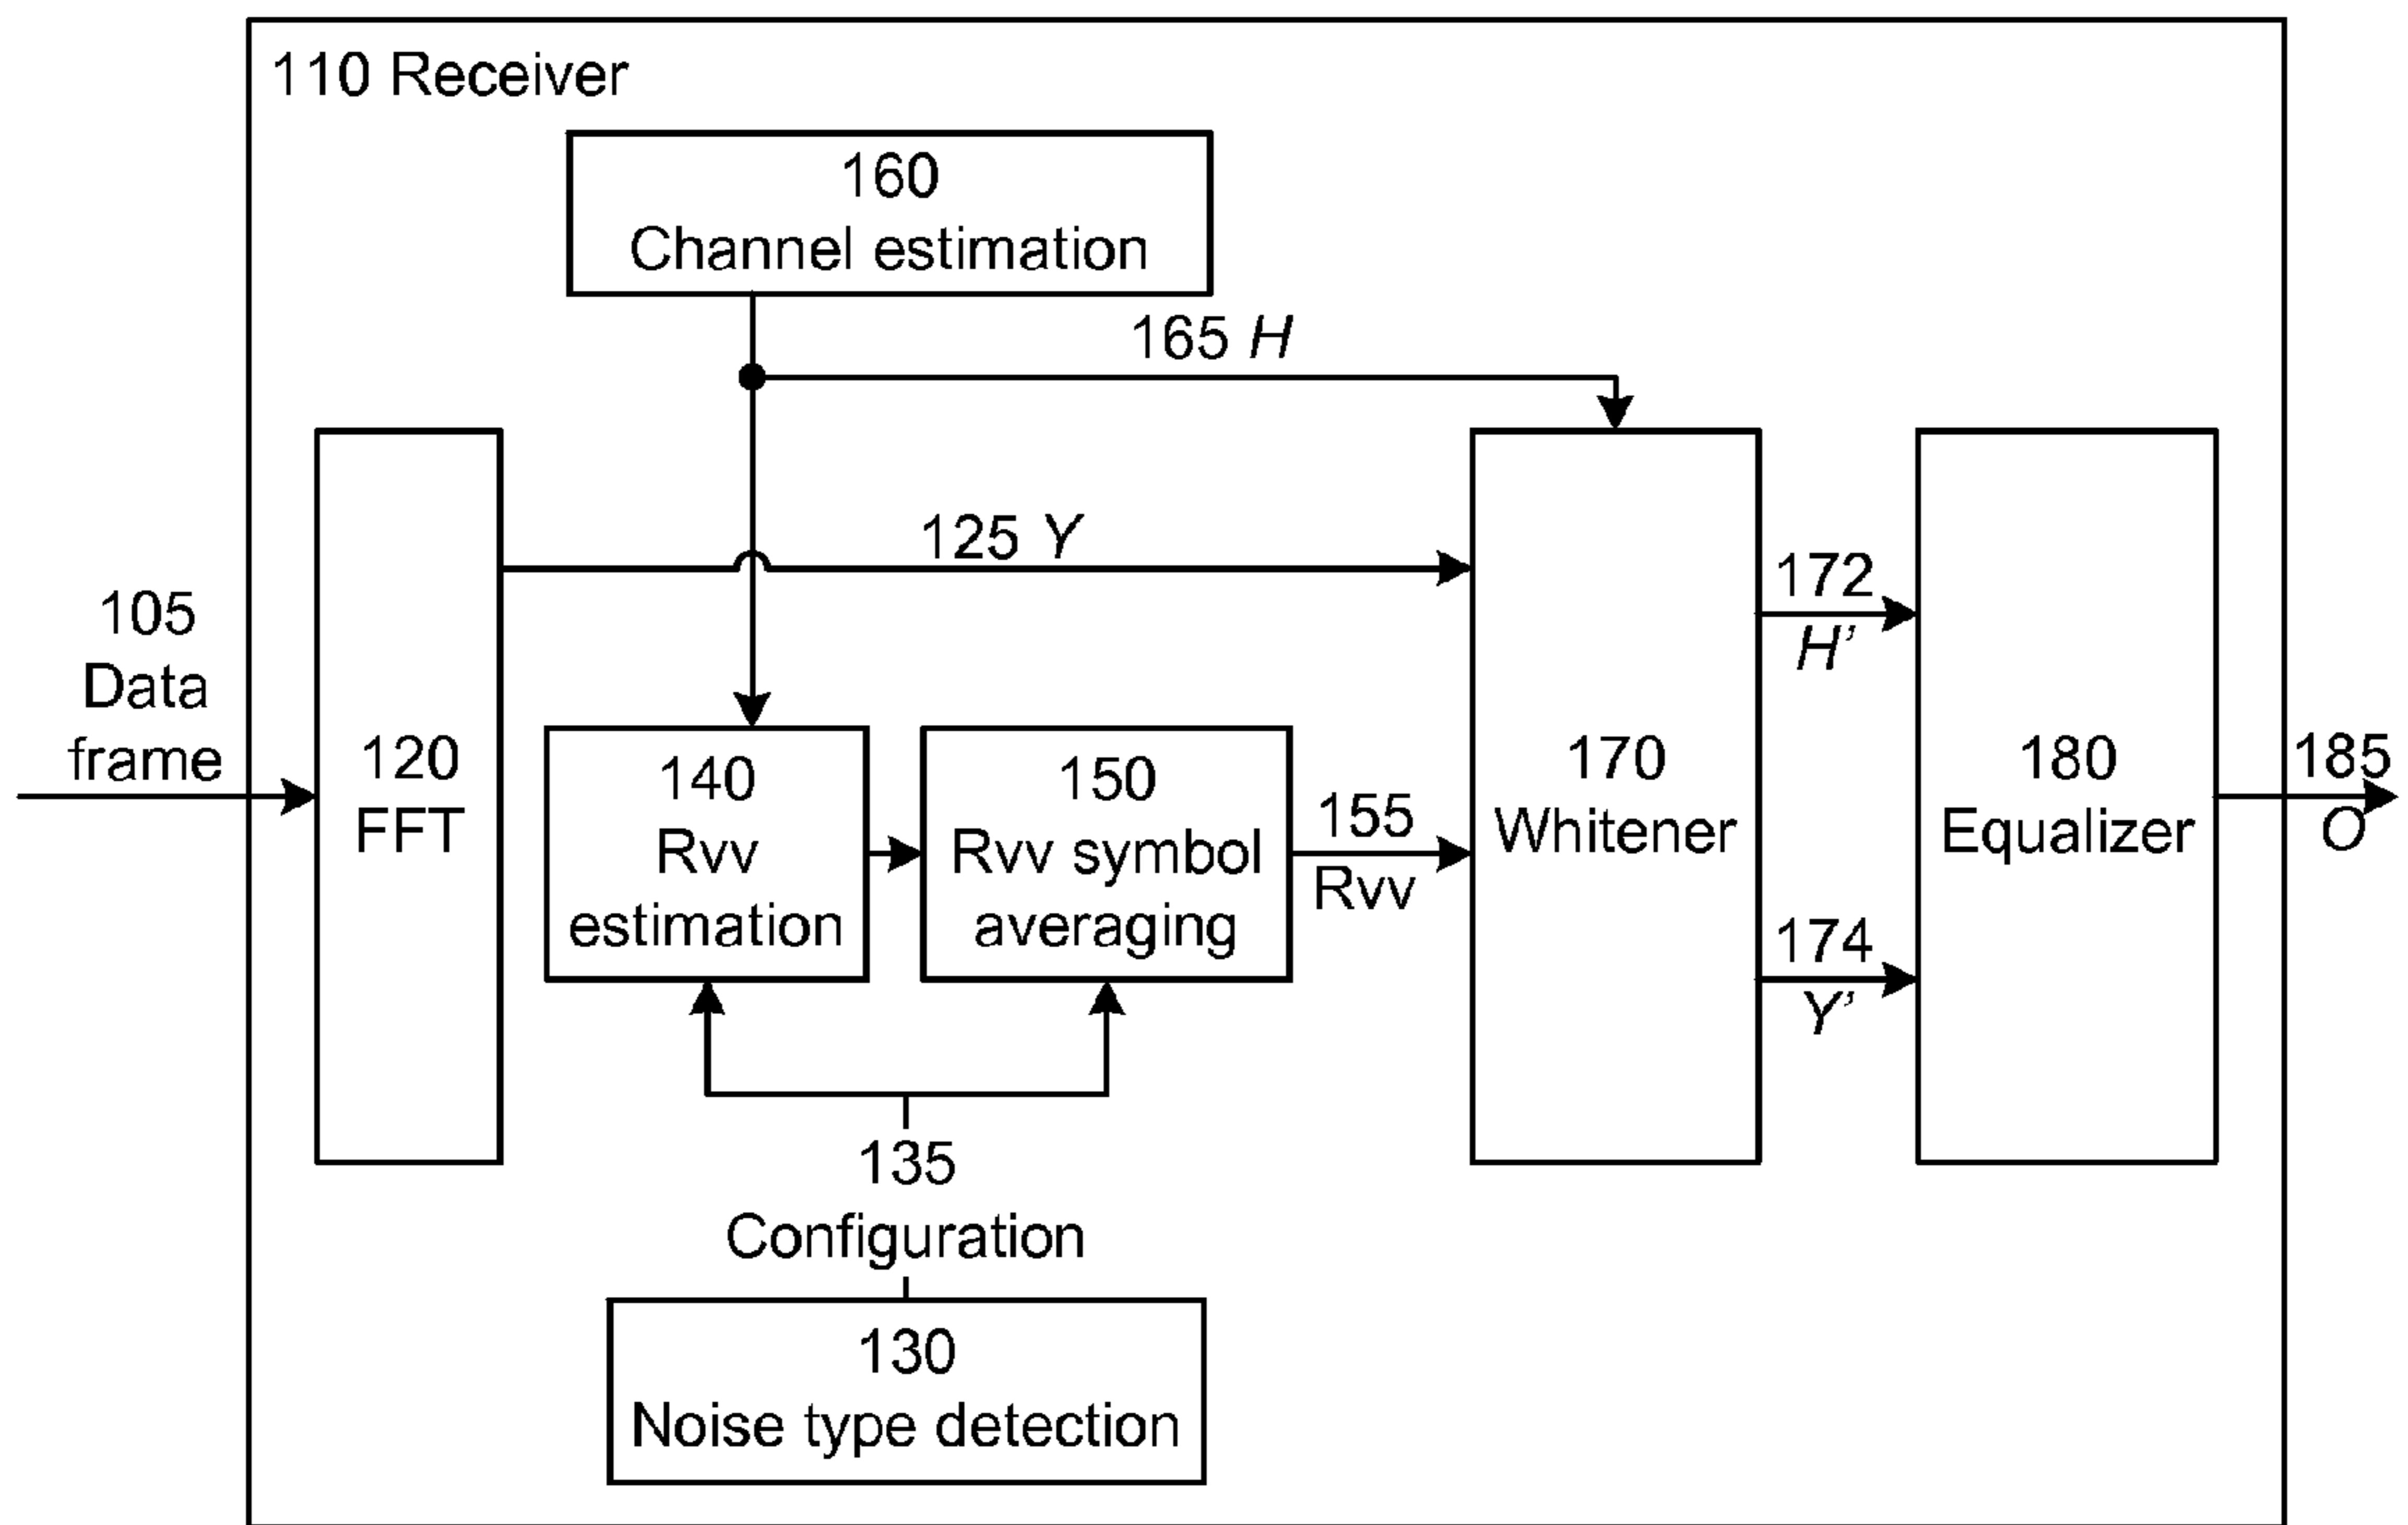 110 Receiver
160
Channel estimation
165 H
125 Y
105
Data
frame
120
FFT
140
Rvv
estimation
150
Rvv symbol
averaging
155
Rvv
170
Whitener
172
H’
174
Y’
180
Equalizer
185
O
135
Configuration
130
Noise type detection